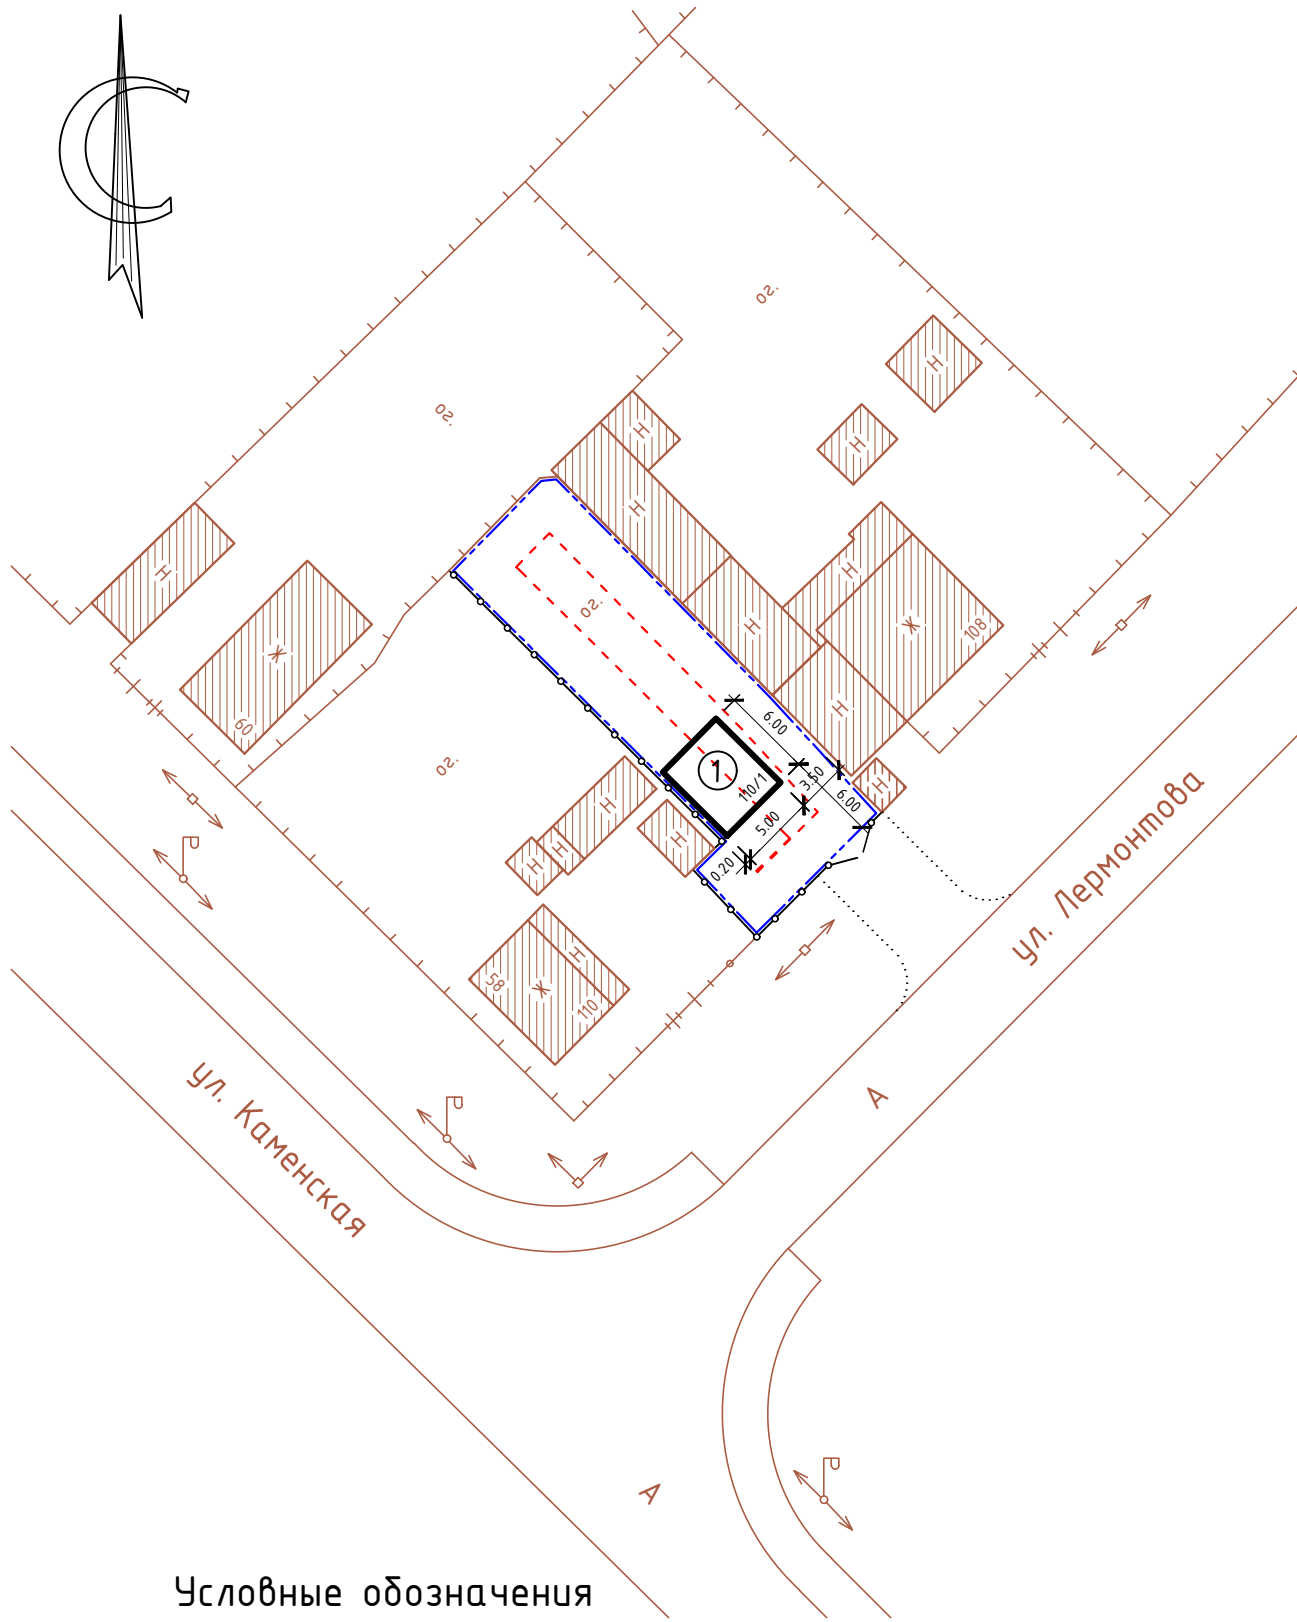 С
ог.
Н
ог.
Н
Н
Н
Н
Н
Ж
108
Н
Ж
60
ог.
Н
6.00
Н
1
110/1
3.50
6.00
Н
ог.
Н
5.00
Н
0.20
Н
Н
Р
Н
58
Ж
110
ул. Лермонтова
ул. Каменская
Р
А
А
Р
Условные обозначения